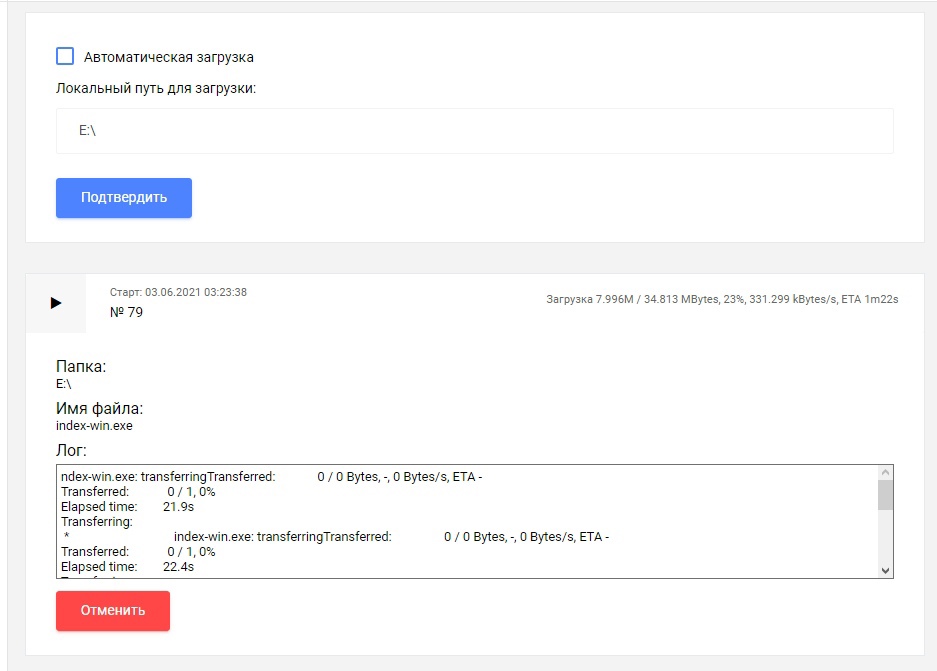 Автоматическая загрузка
Локальный путь для загрузки:
E:\
Подтвердить
Старт: 03.06.2021 03:23:38
№ 79
Загрузка 7.996M / 34.813 MBytes, 23%, 331.299 kBytes/s, ETA 1m22s
Папка:
E:\
Имя файла:
index-win.exe
Лог:
ndex-win.exe: transferringTransferred: 0 / 0 Bytes, -, 0 Bytes/s, ETA -
Transferred: 0 / 1, 0%
Elapsed time: 21.9s
Transferring:
* index-win.exe: transferringTransferred: 0 / 0 Bytes, -, 0 Bytes/s, ETA -
Transferred: 0 / 1, 0%
Elapsed time: 22.4s
Отменить